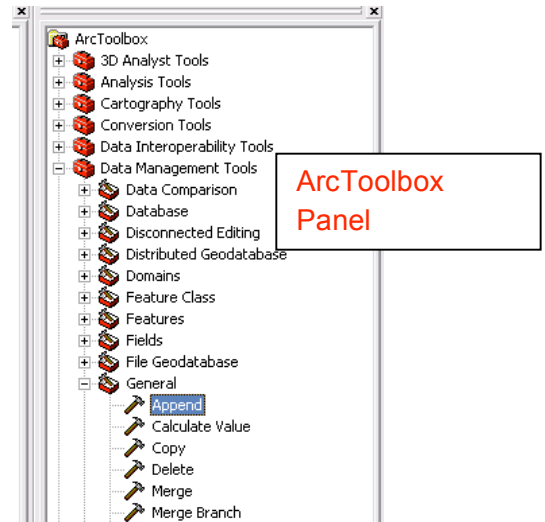 ArcToolbox
3D Analyst Tools
Analysis Tools
Cartography Tools
Conversion Tools
Data Interoperability Tools
Data Management Tools
Data Comparison
Database
Disconnected Editing
Distributed Geodatabase
Domains
Feature Class
Features
Fields
File Geodatabase
General
Append
Calculate Value
Copy
Delete
Merge
Merge Branch
ArcToolbox
Panel